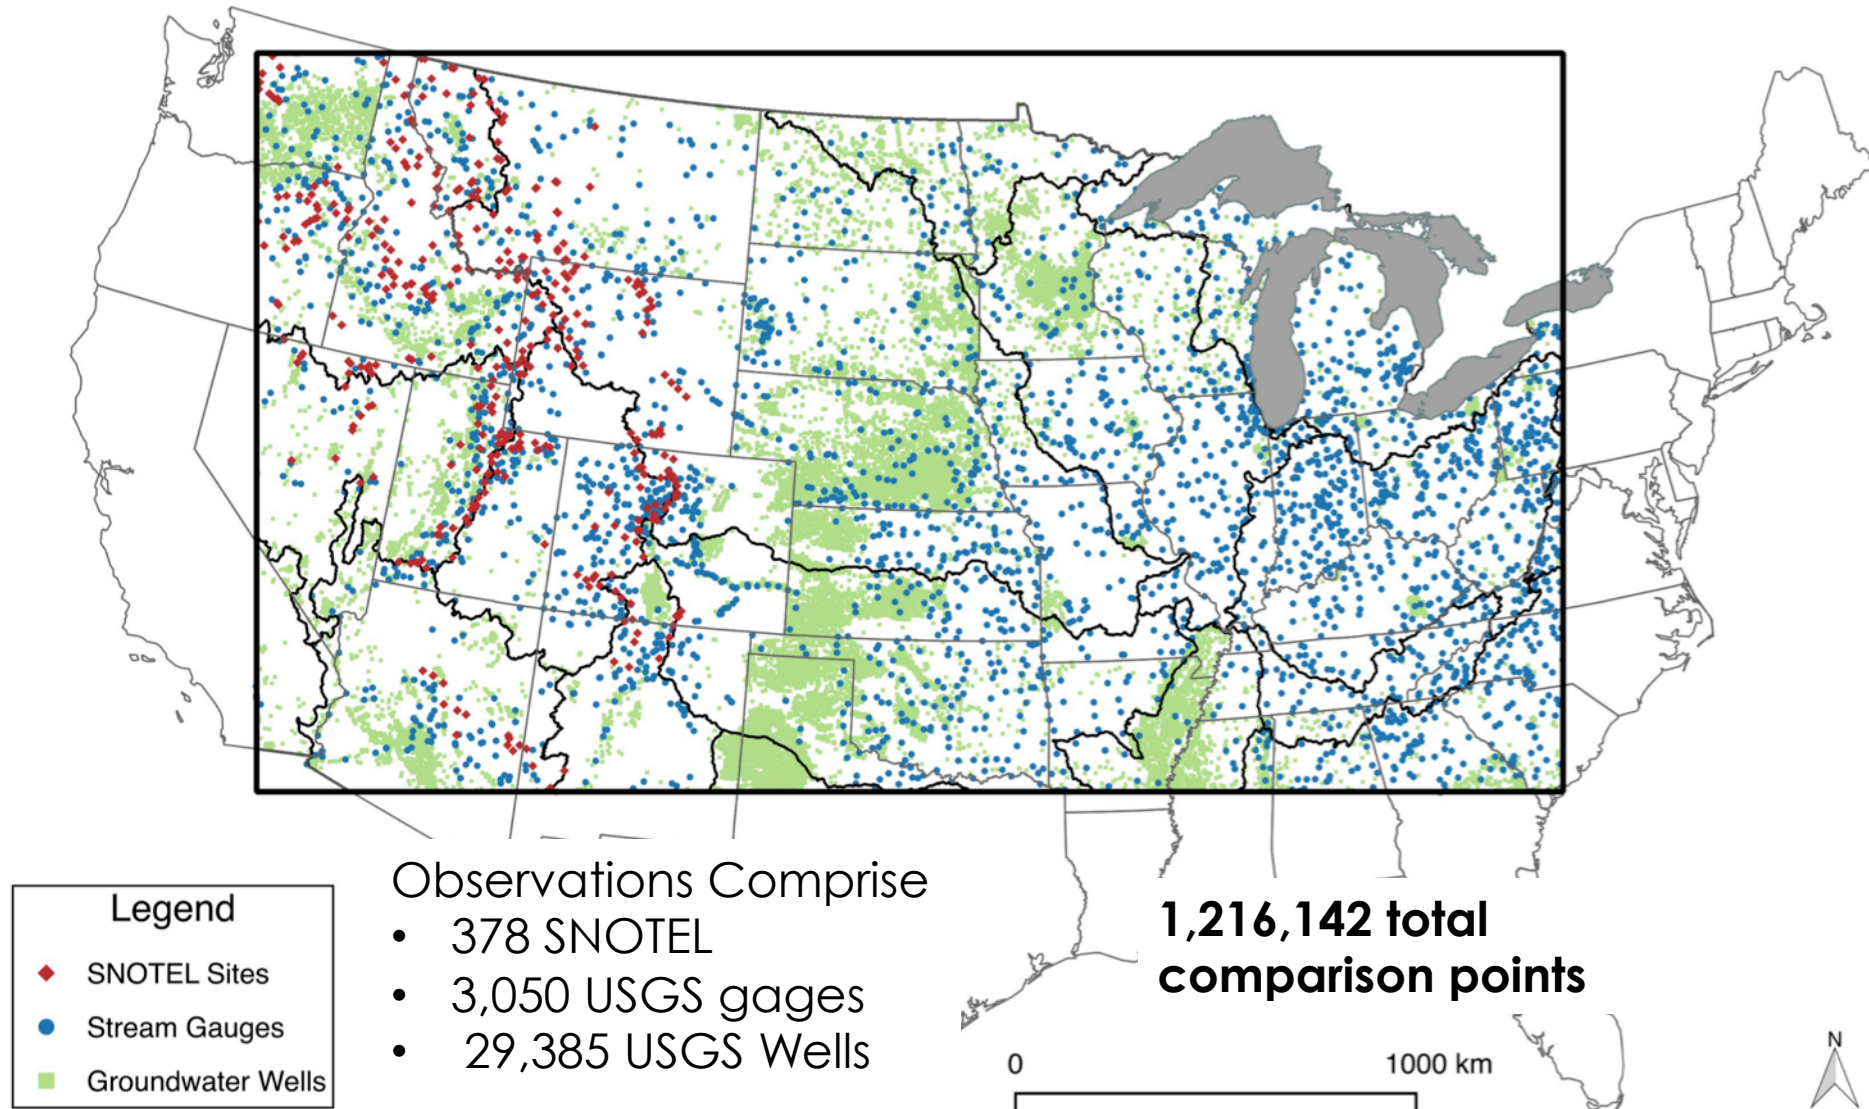 Legend
SNOTEL Sites
Stream Gauges
Groundwater Wells
Observations Comprise
• 378 SNOTEL
• 3,050 USGS gages
• 29,385 USGS Wells
1,216,142 total
comparison points
0 1000 km
N